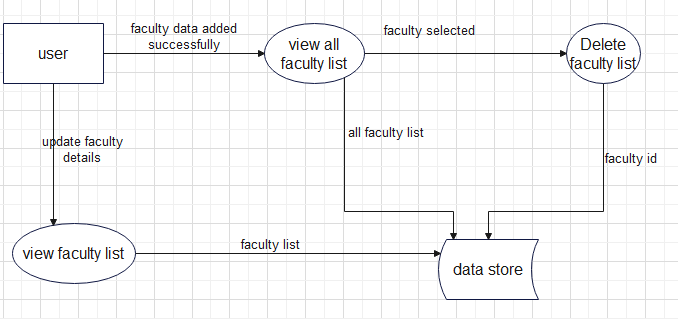 faculty data added
successfully
faculty selected
user
view all
faculty list
Delete
faculty list
all faculty list
update faculty
details
faculty id
view faculty list
faculty list
data store